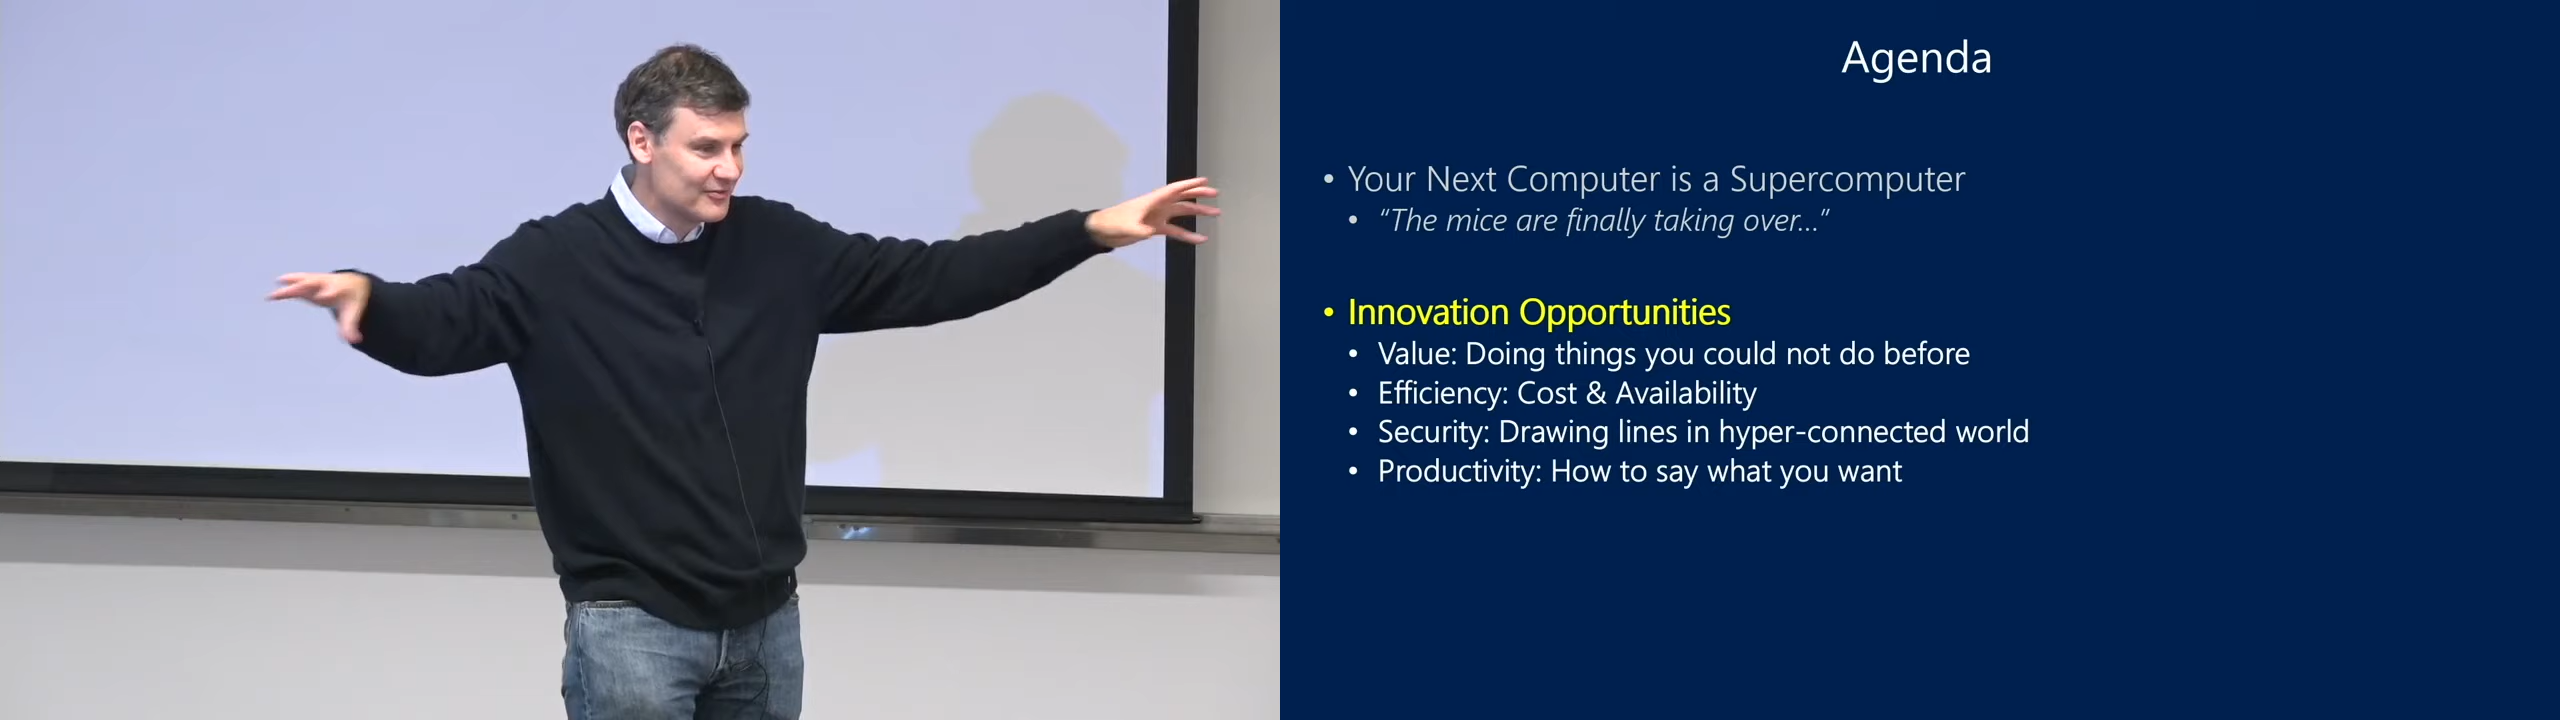 Agenda
• Your Next Computer is a Supercomputer
• “The mice are finally taking over...”
• Innovation Opportunities
• Value: Doing things you could not do before
• Efficiency: Cost & Availability
• Security: Drawing lines in hyper-connected world
• Productivity: How to say what you want